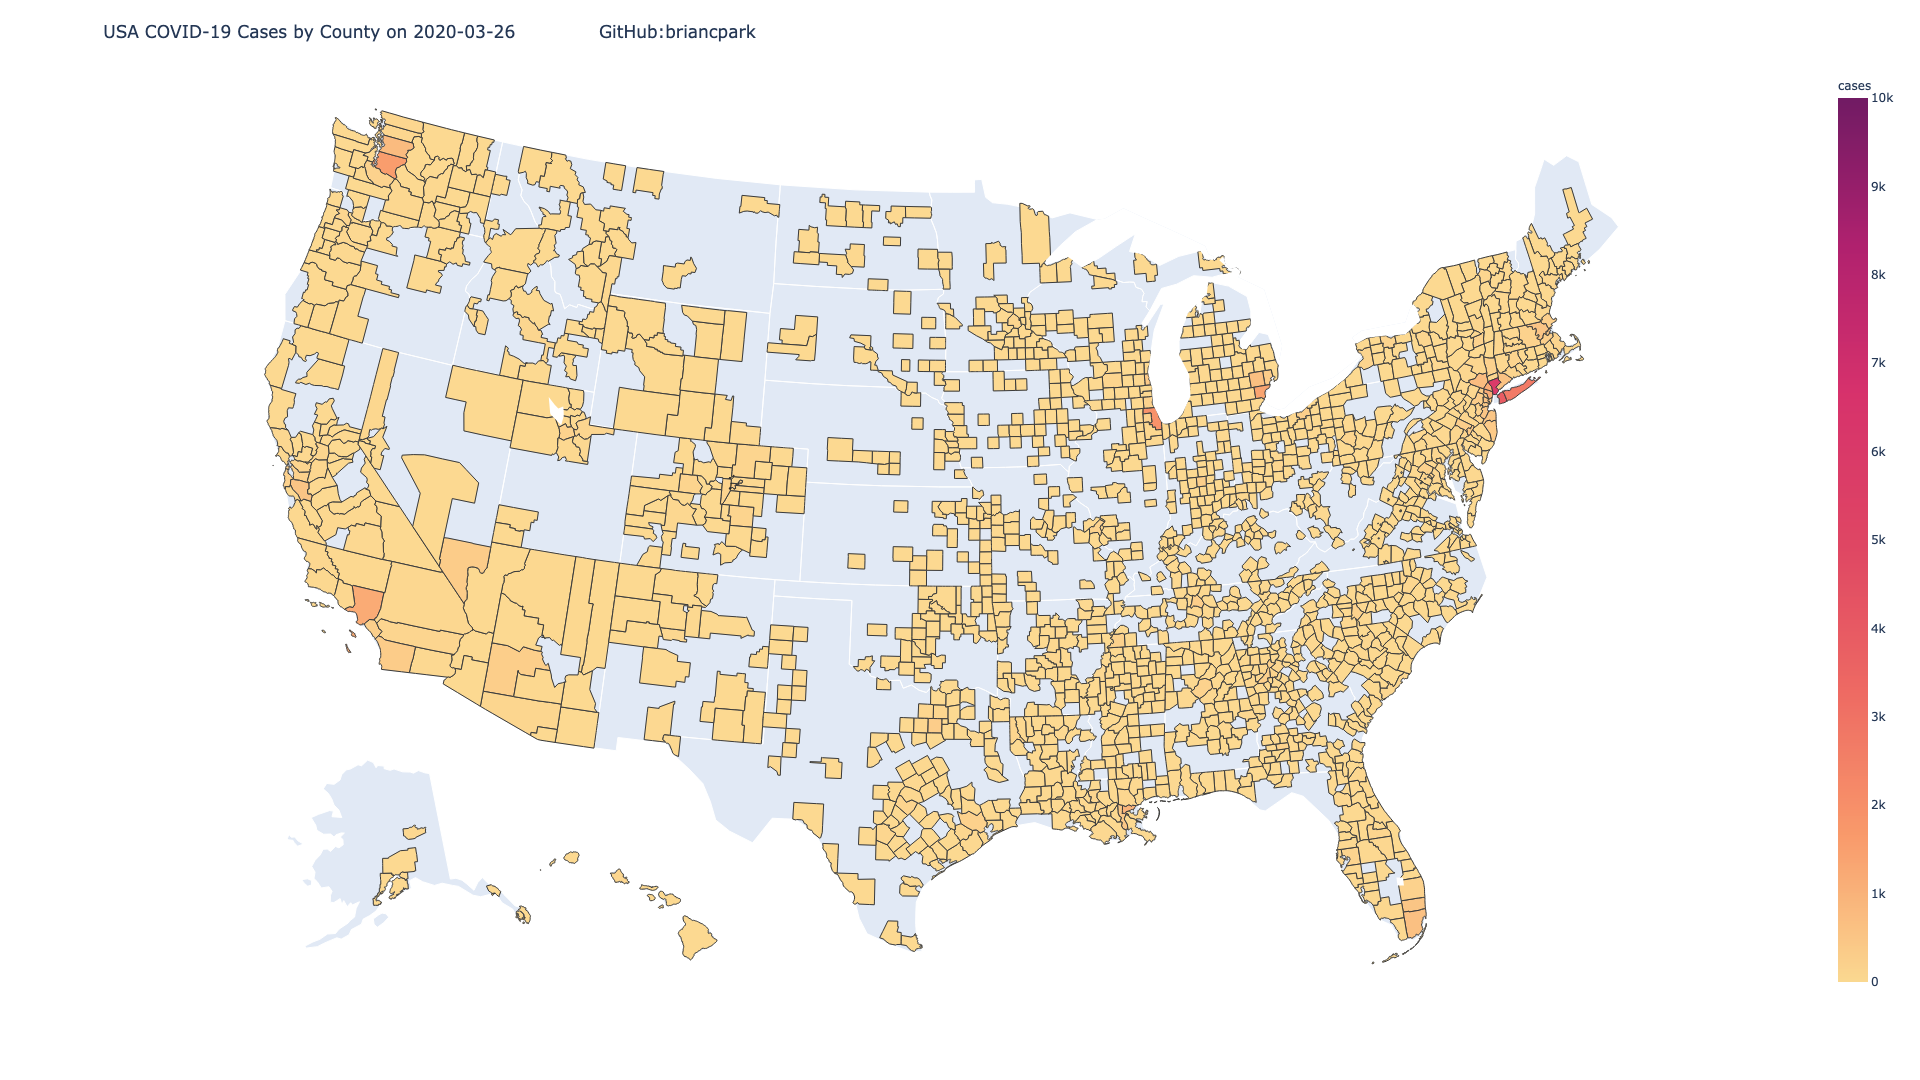 USA COVID-19 Cases by County on 2020-03-26 GitHub:briancpark
cases
10k
9k
8k
7k
6k
5k
4k
3k
2k
1k
0